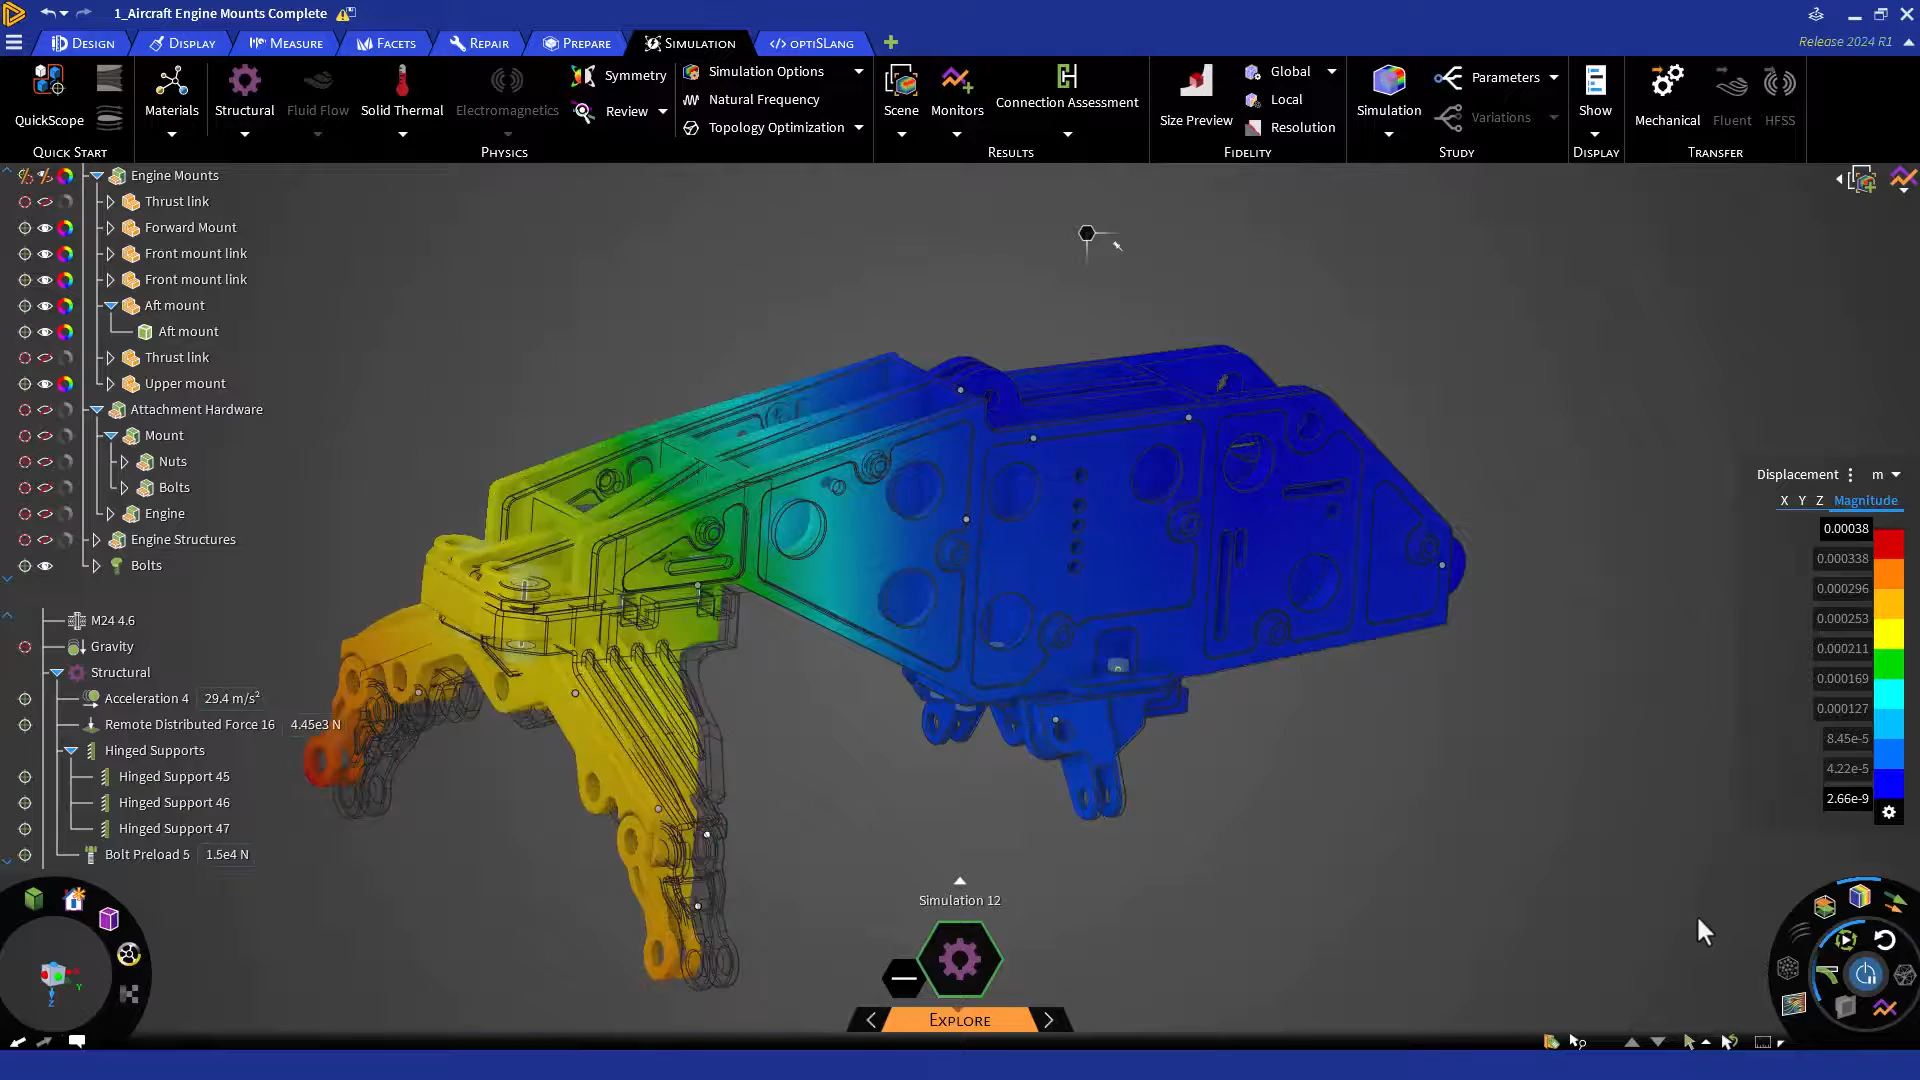 1_Aircraft Engine Mounts Complete
DESIGN
DISPLAY
MEASURE
FACETS
REPAIR
PREPARE
SIMULATION
OPTISLANG
Release 2024 R1
QuickScope
QUICK START
Materials
Structural
Fluid Flow
Solid Thermal
Electromagnetics
Symmetry
Review
Simulation Options
Natural Frequency
Topology Optimization
PHYSICS
Scene
Monitors
Connection Assessment
RESULTS
Size Preview
Global
Local
Resolution
FIDELITY
Simulation
Parameters
Variations
STUDY
Show
DISPLAY
Mechanical
Fluent
HFSS
TRANSFER
Engine Mounts
Thrust link
Forward Mount
Front mount link
Front mount link
Aft mount
Aft mount
Thrust link
Upper mount
Attachment Hardware
Mount
Nuts
Bolts
Engine
Engine Structures
Bolts
M24 4.6
Gravity
Structural
Acceleration 4 29.4 m/s²
Remote Distributed Force 16 4.45e3 N
Hinged Supports
Hinged Support 45
Hinged Support 46
Hinged Support 47
Bolt Preload 5 1.5e4 N
Displacement m
X Y Z Magnitude
0.00038
0.000338
0.000296
0.000253
0.000211
0.000169
0.000127
8.45e-5
4.22e-5
2.66e-9
Simulation 12
EXPLORE
X
Y
Z